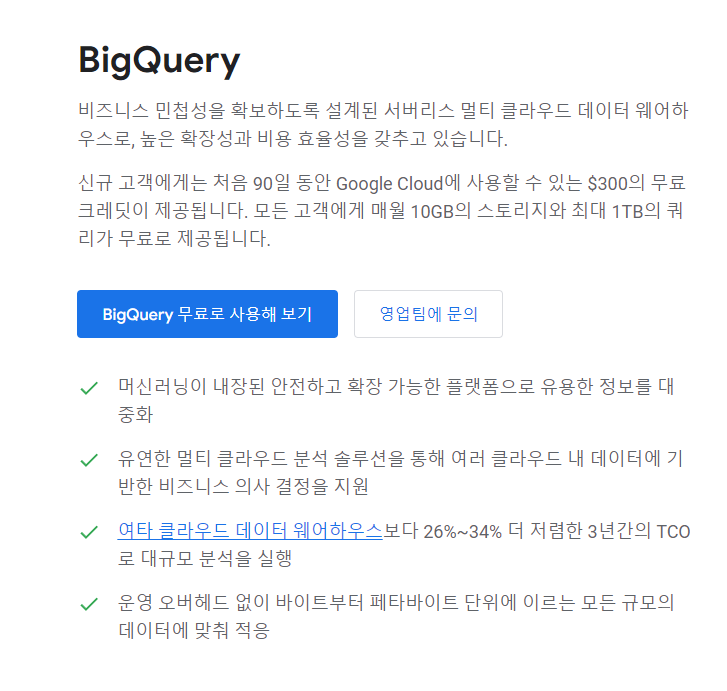 BigQuery
비즈니스 민첩성을 확보하도록 설계된 서버리스 멀티 클라우드 데이터 웨어하
우스로, 높은 확장성과 비용 효율성을 갖추고 있습니다.
신규 고객에게는 처음 90일 동안 Google Cloud에 사용할 수 있는 $300의 무료
크레딧이 제공됩니다. 모든 고객에게 매월 10GB의 스토리지와 최대 1TB의 쿼
리가 무료로 제공됩니다.
BigQuery 무료로 사용해 보기
영업팀에 문의
머신러닝이 내장된 안전하고 확장 가능한 플랫폼으로 유용한 정보를 대
중화
유연한 멀티 클라우드 분석 솔루션을 통해 여러 클라우드 내 데이터에 기
반한 비즈니스 의사 결정을 지원
여타 클라우드 데이터 웨어하우스보다 26%~34% 더 저렴한 3년간의 TCO
로 대규모 분석을 실행
운영 오버헤드 없이 바이트부터 페타바이트 단위에 이르는 모든 규모의
데이터에 맞춰 적응